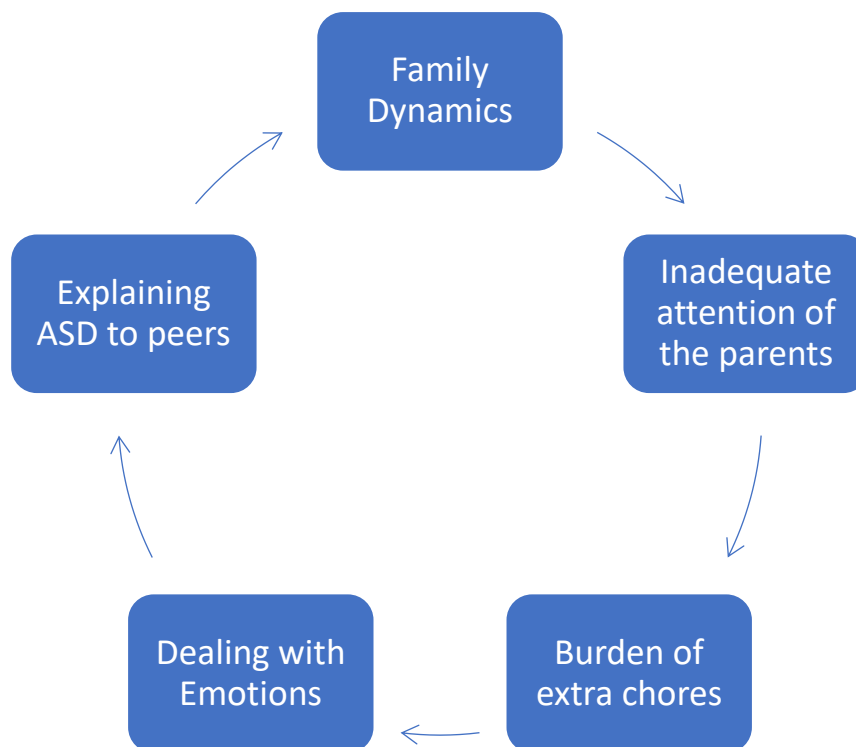 Family
Dynamics
Inadequate
attention of
the parents
Burden of
extra chores
Dealing with
Emotions
Explaining
ASD to peers